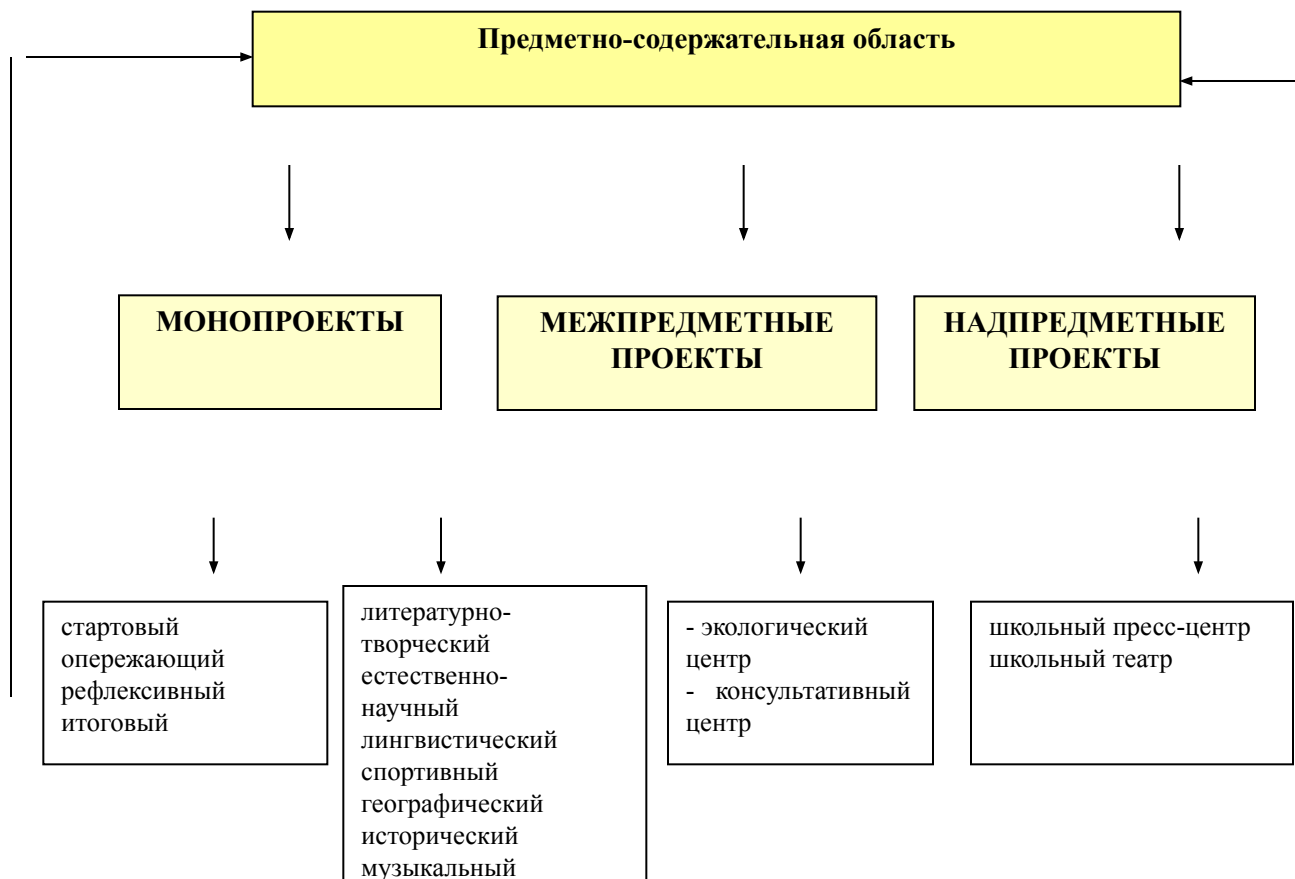 Предметно-содержательная область
МОНОПРОЕКТЫ
МЕЖПРЕДМЕТНЫЕ
ПРОЕКТЫ
НАДПРЕДМЕТНЫЕ
ПРОЕКТЫ
стартовый
опережающий
рефлексивный
итоговый
литературно-
творческий
естественно-
научный
лингвистический
спортивный
географический
исторический
музыкальный
- экологический
центр
- консультативный
центр
школьный пресс-центр
школьный театр